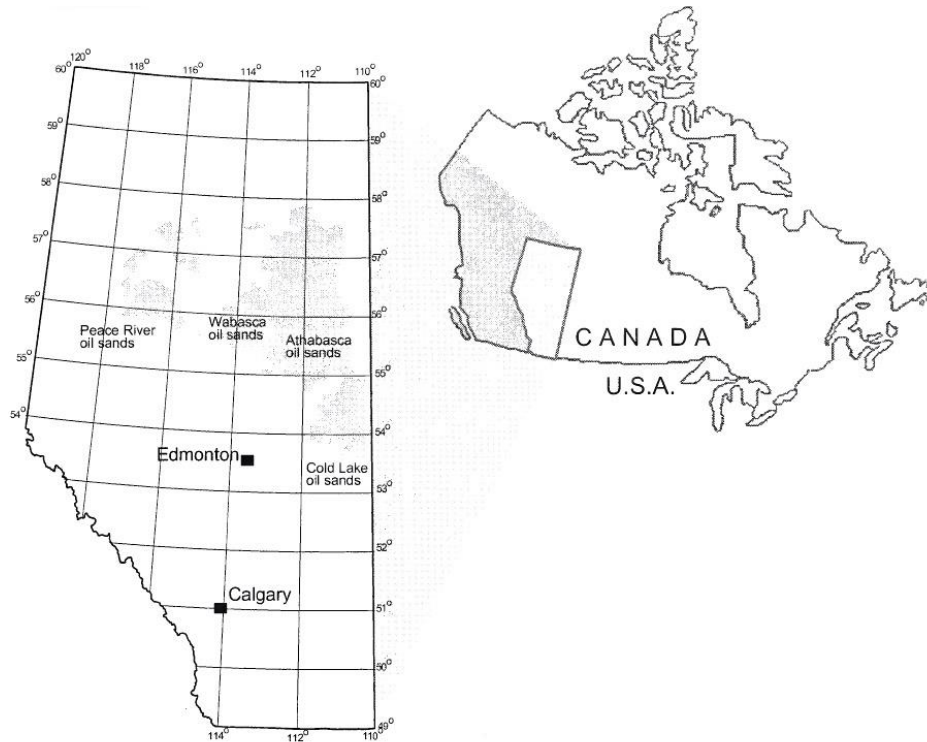 120°
60°
118°
116°
114°
112°
110°
60°
59°
59°
58°
58°
57°
57°
56°
56°
Peace River
oil sands
Wabasca
oil sands
Athabasca
oil sands
55°
55°
54°
54°
Edmonton
Cold Lake
oil sands
53°
52°
Calgary
51°
50°
49°
114°
112°
110°
CANADA
U.S.A.